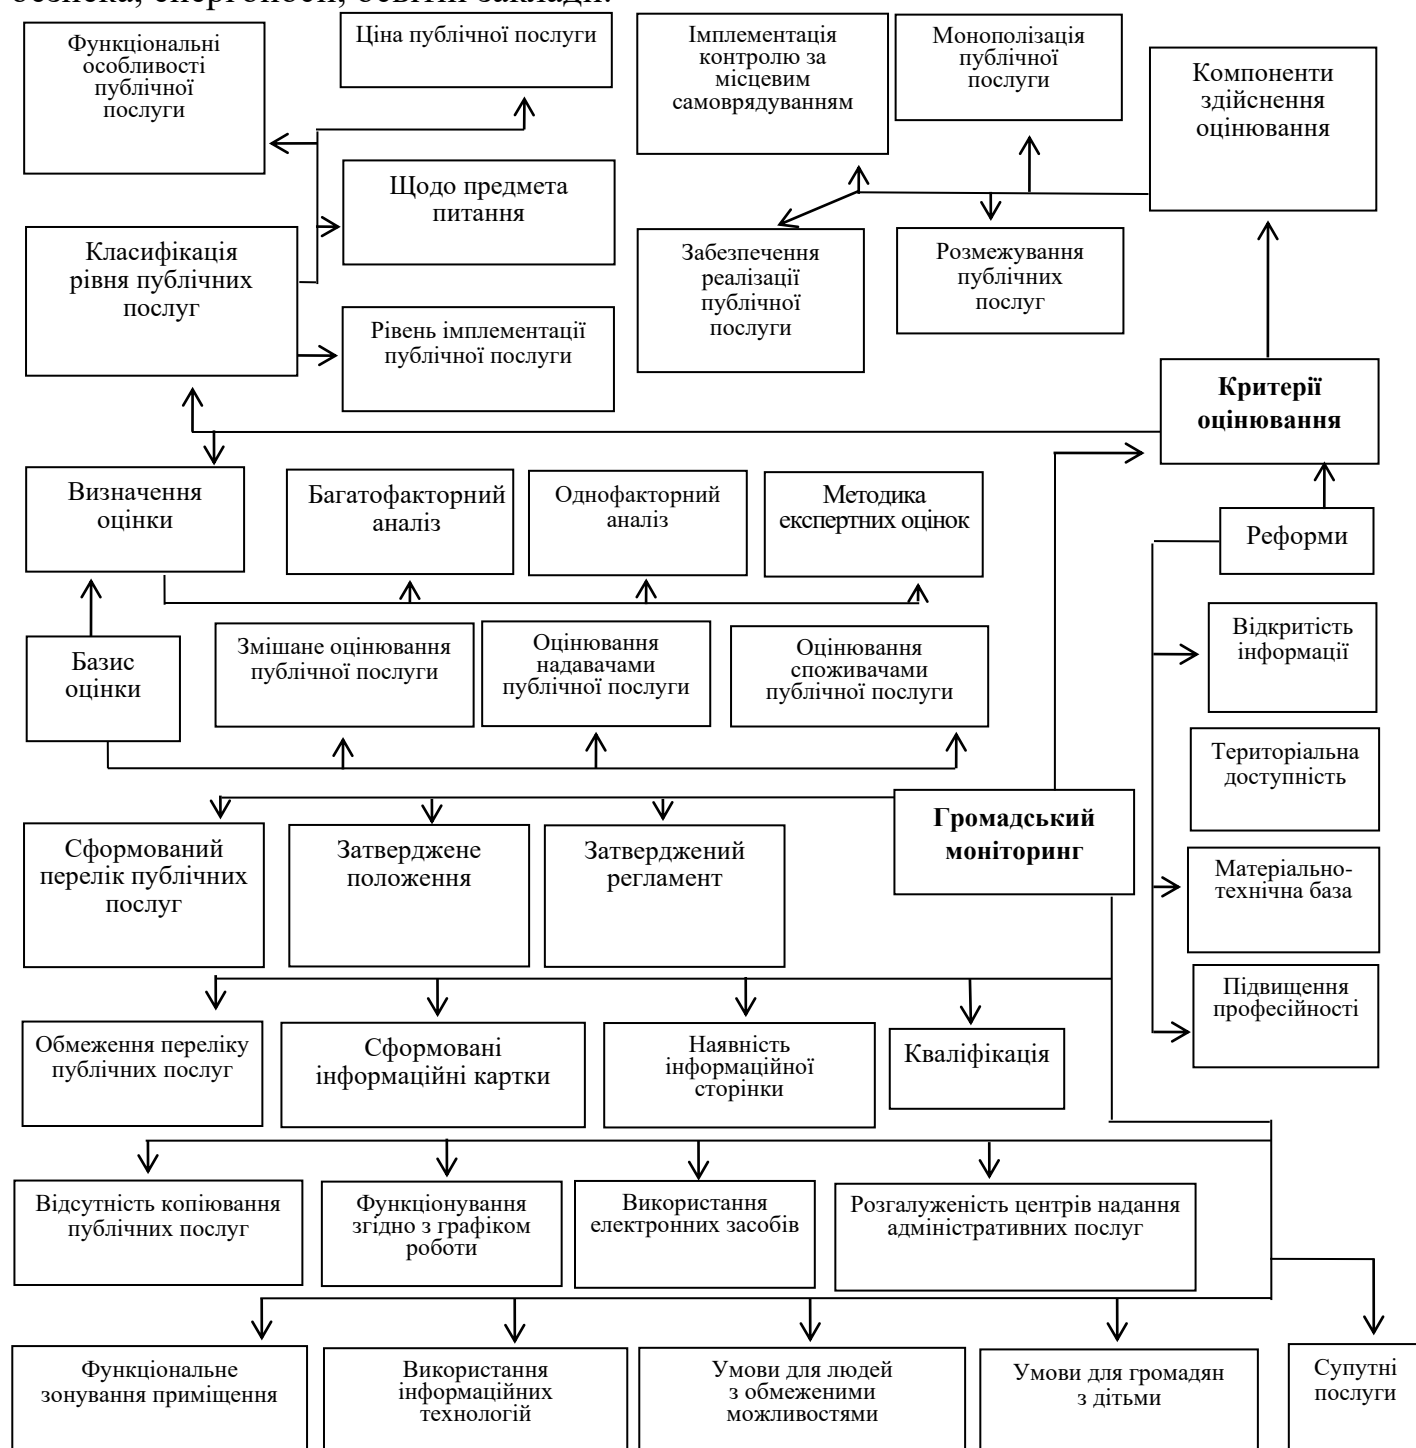 безпека, енергоносії, освітні заклади.
Функціональні
особливості
публічної
послуги
Ціна публічної послуги
Імплементація
контролю за
місцевим
самоврядуванням
Монополізація
публічної
послуги
Компоненти
здійснення
оцінювання
Щодо предмета
питання
Класифікація
рівня публічних
послуг
Забезпечення
реалізації
публічної
послуги
Розмежування
публічних
послуг
Рівень імплементації
публічної послуги
Критерії
оцінювання
Визначення
оцінки
Багатофакторний
аналіз
Однофакторний
аналіз
Методика
експертних оцінок
Реформи
Базис
оцінки
Змішане оцінювання
публічної послуги
Оцінювання
надавачами
публічної послуги
Оцінювання
споживачами
публічної послуги
Відкритість
інформації
Територіальна
доступність
Громадський
моніторинг
Сформований
перелік публічних
послуг
Затверджене
положення
Затверджений
регламент
Матеріально-
технічна база
Підвищення
професійності
Обмеження переліку
публічних послуг
Сформовані
інформаційні картки
Наявність
інформаційної
сторінки
Кваліфікація
Відсутність копіювання
публічних послуг
Функціонування
згідно з графіком
роботи
Використання
електронних засобів
Розгалуженість центрів надання
адміністративних послуг
Функціональне
зонування приміщення
Використання
інформаційних
технологій
Умови для людей
з обмеженими
можливостями
Умови для громадян
з дітьми
Супутні
послуги